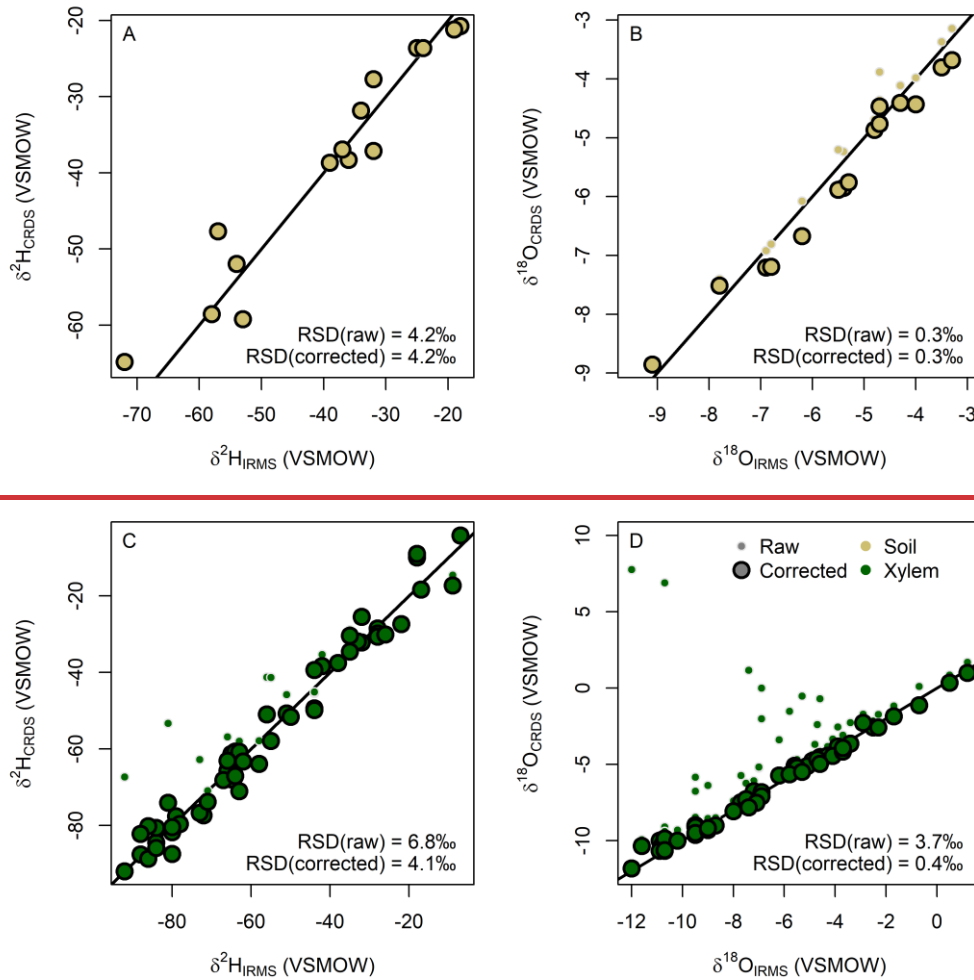 A
-20
-30
-40
-50
-60
δ²H_CRDS (VSMOW)
RSD(raw) = 4.2‰
RSD(corrected) = 4.2‰
-70 -60 -50 -40 -30 -20
δ²H_IRMS (VSMOW)
B
-3
-4
-5
-6
-7
-8
-9
δ¹⁸O_CRDS (VSMOW)
RSD(raw) = 0.3‰
RSD(corrected) = 0.3‰
-9 -8 -7 -6 -5 -4 -3
δ¹⁸O_IRMS (VSMOW)
C
-20
-40
-60
-80
δ²H_CRDS (VSMOW)
RSD(raw) = 6.8‰
RSD(corrected) = 4.1‰
-80 -60 -40 -20
δ²H_IRMS (VSMOW)
D
Raw Soil
Corrected Xylem
10
5
0
-5
-10
δ¹⁸O_CRDS (VSMOW)
RSD(raw) = 3.7‰
RSD(corrected) = 0.4‰
-12 -10 -8 -6 -4 -2 0
δ¹⁸O_IRMS (VSMOW)